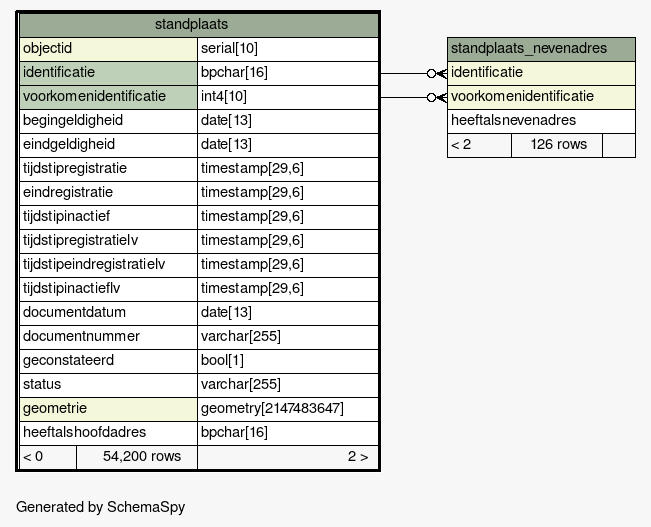 standplaats
objectid serial[10]
identificatie bpchar[16]
voorkomenidentificatie int4[10]
begingeldigheid date[13]
eindgeldigheid date[13]
tijdstipregistratie timestamp[29,6]
eindregistratie timestamp[29,6]
tijdstipinactief timestamp[29,6]
tijdstipregistratielv timestamp[29,6]
tijdstipeindregistratielv timestamp[29,6]
tijdstipinactieflv timestamp[29,6]
documentdatum date[13]
documentnummer varchar[255]
geconstateerd bool[1]
status varchar[255]
geometrie geometry[2147483647]
heeftalshoofdadres bpchar[16]
< 0 54,200 rows 2 >
standplaats_nevenadres
identificatie
voorkomenidentificatie
heeftalsnevenadres
< 2 126 rows
Generated by SchemaSpy